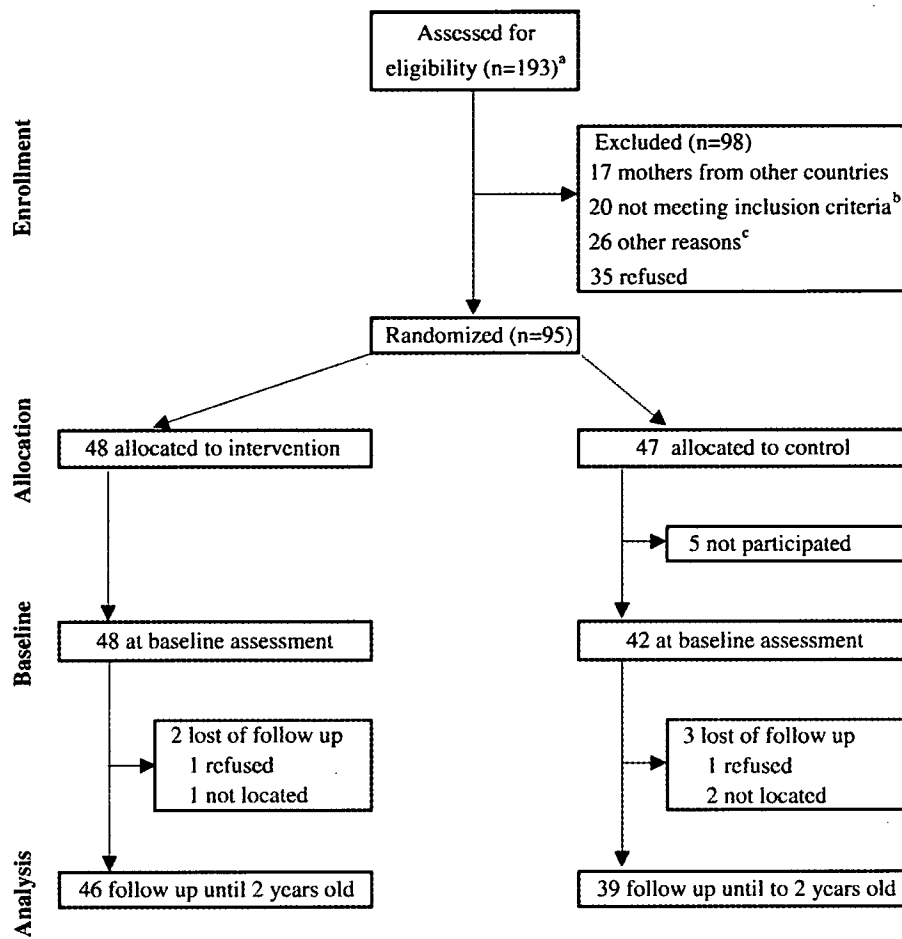 Assessed for
eligibility (n=193)a
Enrollment
Excluded (n=98)
17 mothers from other countries
20 not meeting inclusion criteriab
26 other reasonsc
35 refused
Randomized (n=95)
Allocation
48 allocated to intervention
47 allocated to control
5 not participated
Baseline
48 at baseline assessment
42 at baseline assessment
2 lost of follow up
1 refused
1 not located
3 lost of follow up
1 refused
2 not located
Analysis
46 follow up until 2 years old
39 follow up until to 2 years old